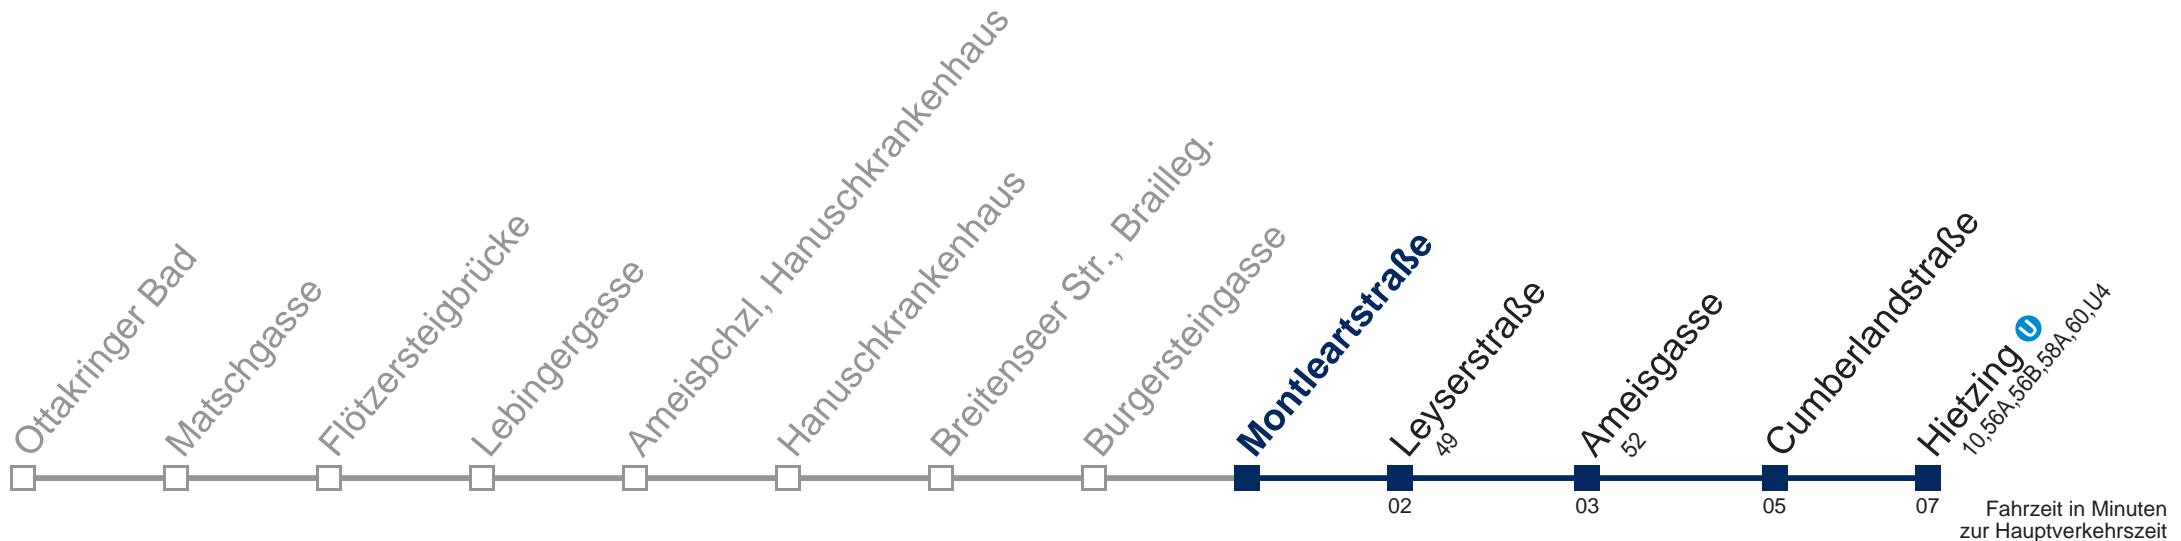 Ottakringer Bad
Matschgasse
Flötzersteigbrücke
Lebingergasse
Ameisbchzl, Hanuschkrankenhaus
Hanuschkrankenhaus
Breitenseer Str., Brailleg.
Burgersteingasse
Montleartstraße
Leyserstraße
49
Ameisgasse
52
Cumberlandstraße
Hietzing U
10,56A,56B,58A,60,U4
02
03
05
07
Fahrzeit in Minuten
zur Hauptverkehrszeit